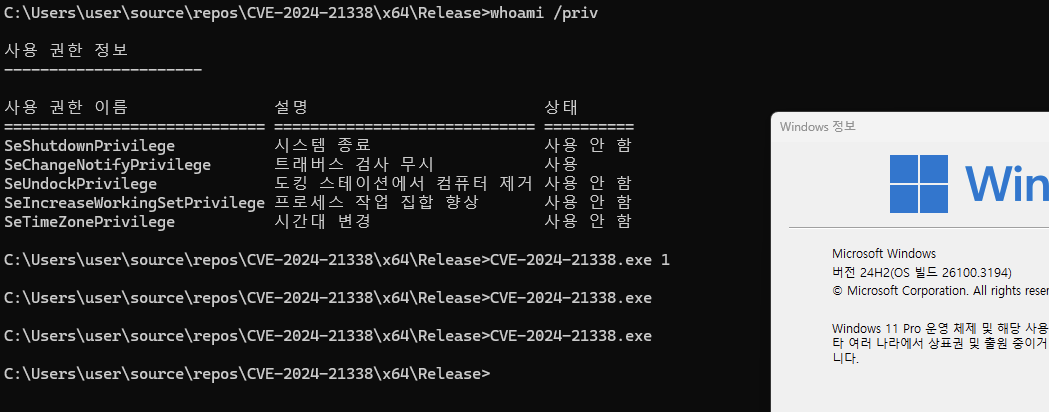 C:\Users\user\source\repos\CVE-2024-21338\x64\Release>whoami /priv
사용 권한 정보
----------------------
사용 권한 이름 설명 상태
============================= ============================= ==========
SeShutdownPrivilege 시스템 종료 사용 안 함
SeChangeNotifyPrivilege 트래버스 검사 무시 사용
SeUndockPrivilege 도킹 스테이션에서 컴퓨터 제거 사용 안 함
SeIncreaseWorkingSetPrivilege 프로세스 작업 집합 향상 사용 안 함
SeTimeZonePrivilege 시간대 변경 사용 안 함
C:\Users\user\source\repos\CVE-2024-21338\x64\Release>CVE-2024-21338.exe 1
C:\Users\user\source\repos\CVE-2024-21338\x64\Release>CVE-2024-21338.exe
C:\Users\user\source\repos\CVE-2024-21338\x64\Release>CVE-2024-21338.exe
C:\Users\user\source\repos\CVE-2024-21338\x64\Release>
Windows 정보
Win
Microsoft Windows
버전 24H2(OS 빌드 26100.3194)
© Microsoft Corporation. All rights reser
Windows 11 Pro 운영 체제 및 해당 사용
타 여러 나라에서 상표권 및 출원 중이거
니다.